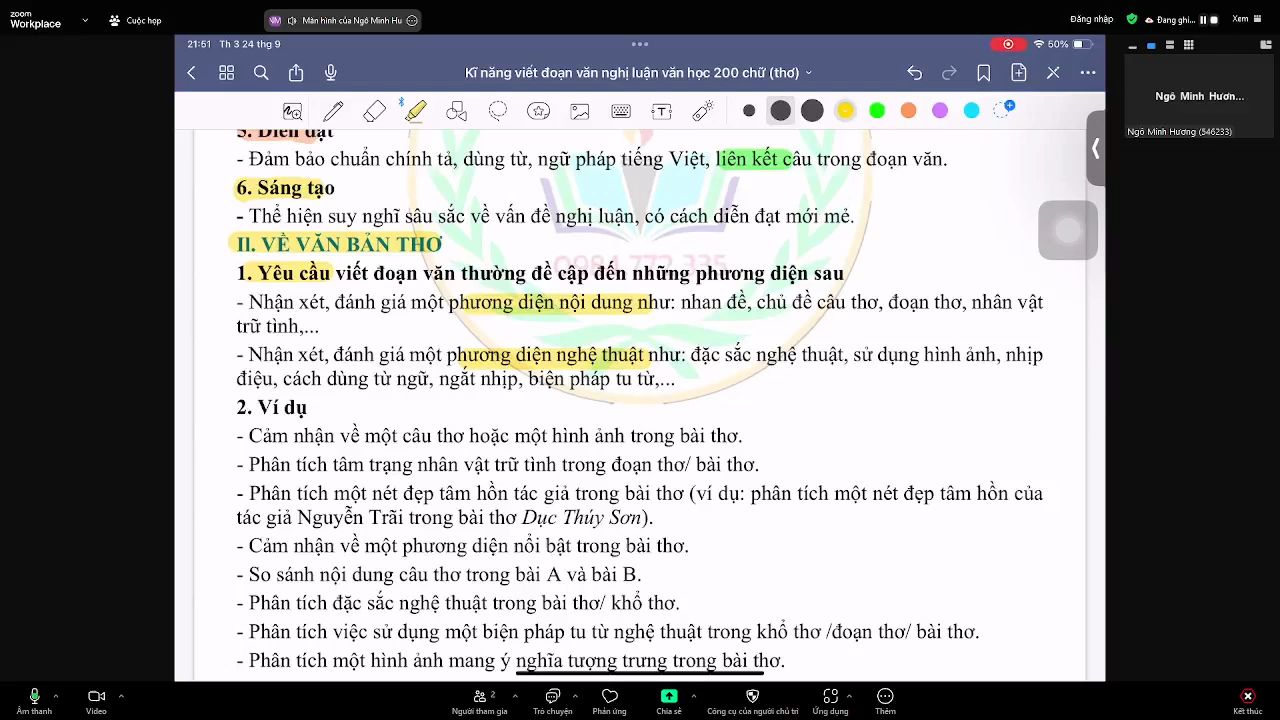 zoom
Workplace
Cuộc họp
NM
Màn hình của Ngô Minh Hu
Đăng nhập
Đang ghi...
Xem
21:51 Th 3 24 thg 9
50%
Kĩ năng viết đoạn văn nghị luận văn học 200 chữ (thơ)
Ngô Minh Hươn...
Ngô Minh Hương (546233)
5. Diễn đạt
- Đảm bảo chuẩn chính tả, dùng từ, ngữ pháp tiếng Việt, liên kết câu trong đoạn văn.
6. Sáng tạo
- Thể hiện suy nghĩ sâu sắc về vấn đề nghị luận, có cách diễn đạt mới mẻ.
II. VỀ VĂN BẢN THƠ
1. Yêu cầu viết đoạn văn thường đề cập đến những phương diện sau
- Nhận xét, đánh giá một phương diện nội dung như: nhan đề, chủ đề câu thơ, đoạn thơ, nhân vật
trữ tình,...
- Nhận xét, đánh giá một phương diện nghệ thuật như: đặc sắc nghệ thuật, sử dụng hình ảnh, nhịp
điệu, cách dùng từ ngữ, ngắt nhịp, biện pháp tu từ,...
2. Ví dụ
- Cảm nhận về một câu thơ hoặc một hình ảnh trong bài thơ.
- Phân tích tâm trạng nhân vật trữ tình trong đoạn thơ/ bài thơ.
- Phân tích một nét đẹp tâm hồn tác giả trong bài thơ (ví dụ: phân tích một nét đẹp tâm hồn của
tác giả Nguyễn Trãi trong bài thơ Dục Thúy Sơn).
- Cảm nhận về một phương diện nổi bật trong bài thơ.
- So sánh nội dung câu thơ trong bài A và bài B.
- Phân tích đặc sắc nghệ thuật trong bài thơ/ khổ thơ.
- Phân tích việc sử dụng một biện pháp tu từ nghệ thuật trong khổ thơ /đoạn thơ/ bài thơ.
- Phân tích một hình ảnh mang ý nghĩa tượng trưng trong bài thơ.
Âm thanh
Video
2
Người tham gia
Trò chuyện
Phản ứng
Chia sẻ
Công cụ của người chủ trì
Ứng dụng
Thêm
Kết thúc